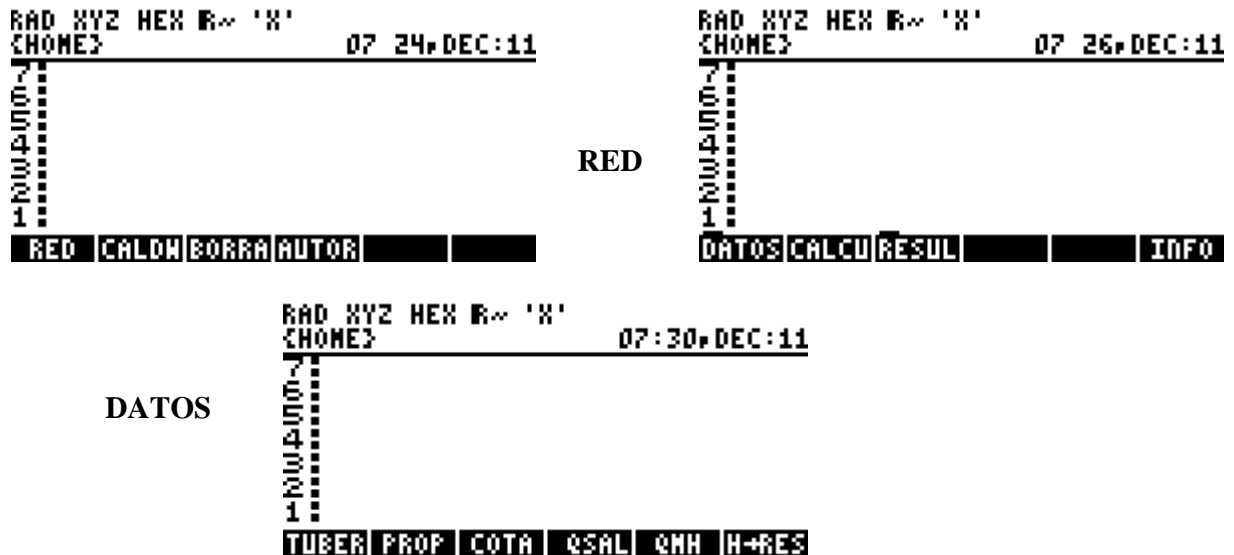 RAD XYZ HEX R~ 'X'
{HOME} 07 24,DEC:11
7:
6:
5:
4:
3:
2:
1:
RED CALDW BORRA AUTOR
RED
RAD XYZ HEX R~ 'X'
{HOME} 07 26,DEC:11
7:
6:
5:
4:
3:
2:
1:
DATOS CALCU RESUL INFO
DATOS
RAD XYZ HEX R~ 'X'
{HOME} 07:30,DEC:11
7:
6:
5:
4:
3:
2:
1:
TUBER PROP COTA QSAL QMH H→RES